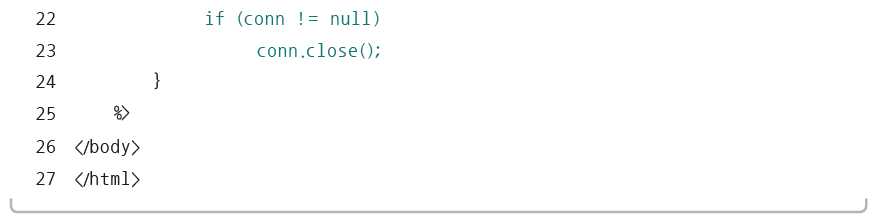 22 if (conn != null)
23 conn.close();
24 }
25 %>
26 </body>
27 </html>